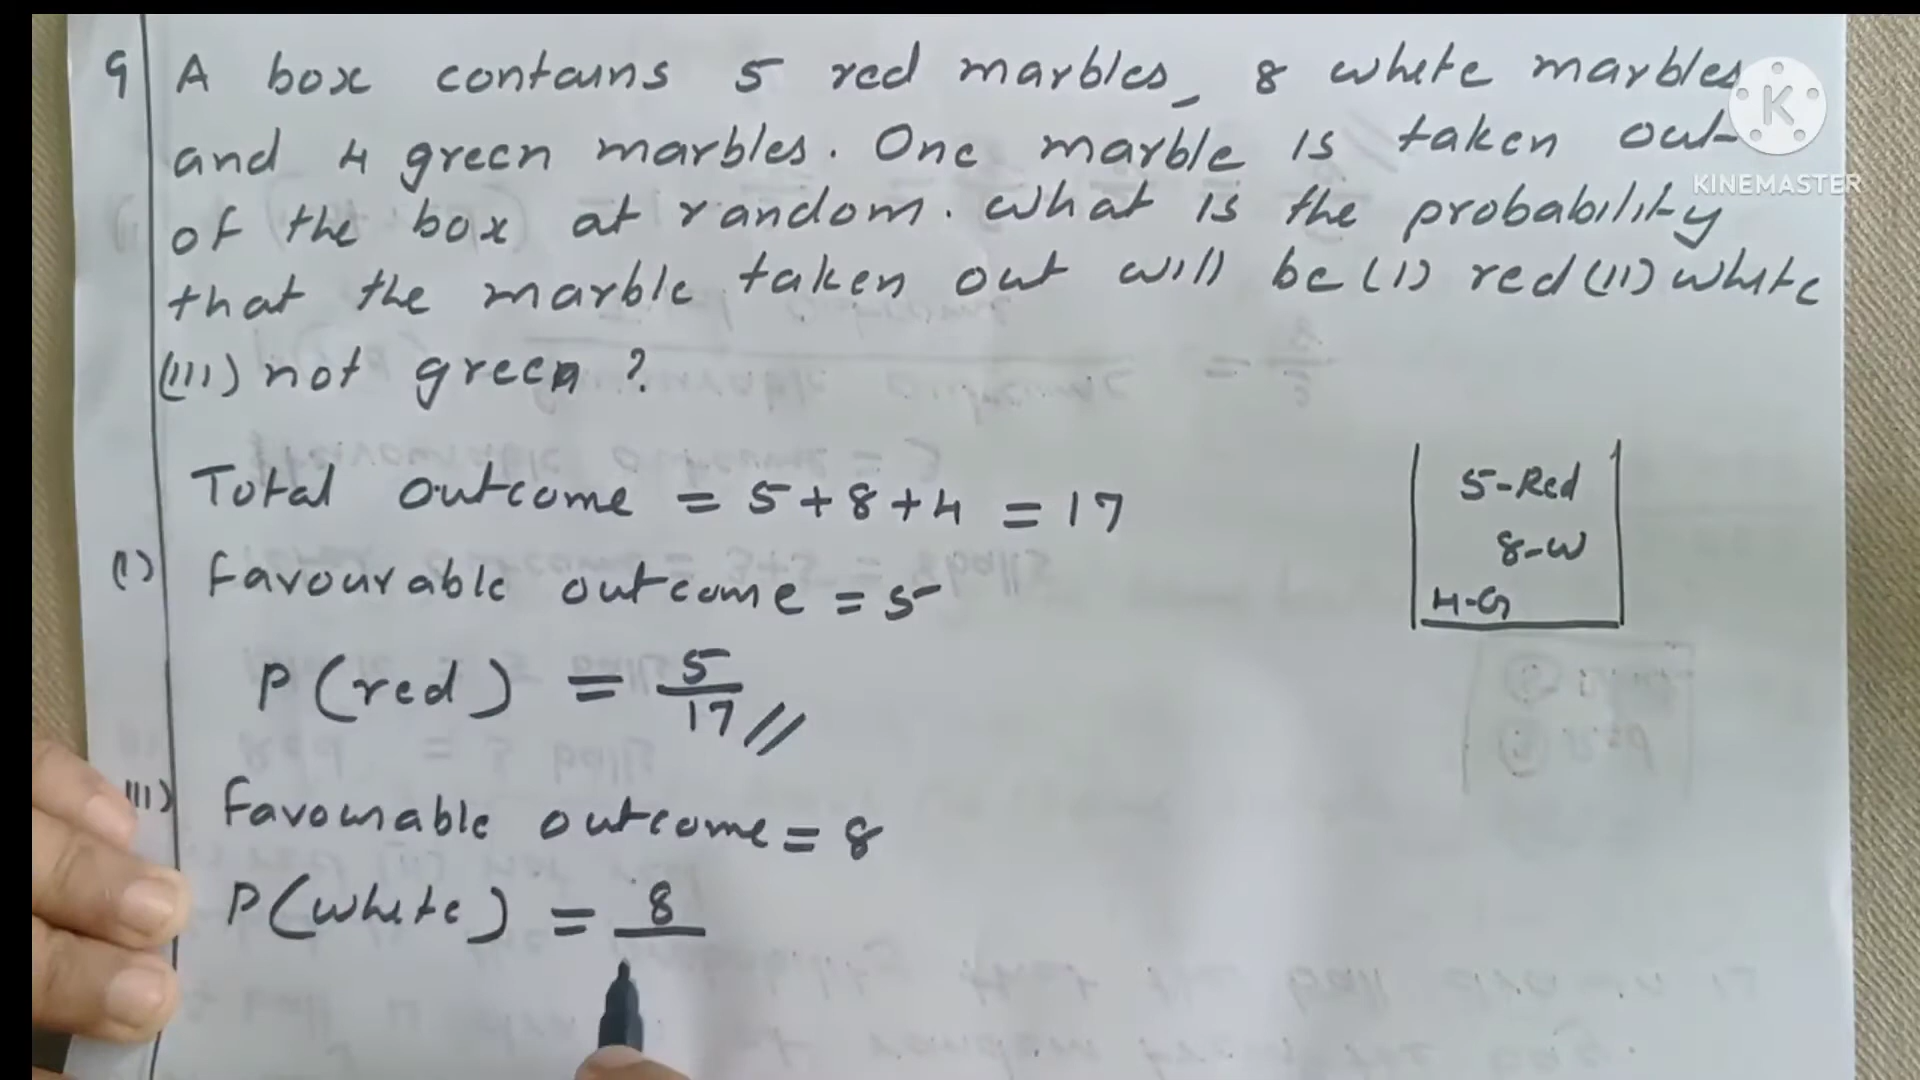 9 A box contains 5 red marbles, 8 white marbles
K
and 4 green marbles. One marble is taken out
KINEMASTER
of the box at random. What is the probability
that the marble taken out will be (i) red (ii) white
(iii) not green ?
Total outcome = 5+8+4 = 17
5-Red
8-W
4-G
(i) Favourable outcome = 5
P(red) = 5/17 //
(ii) Favourable outcome = 8
P(white) = 8